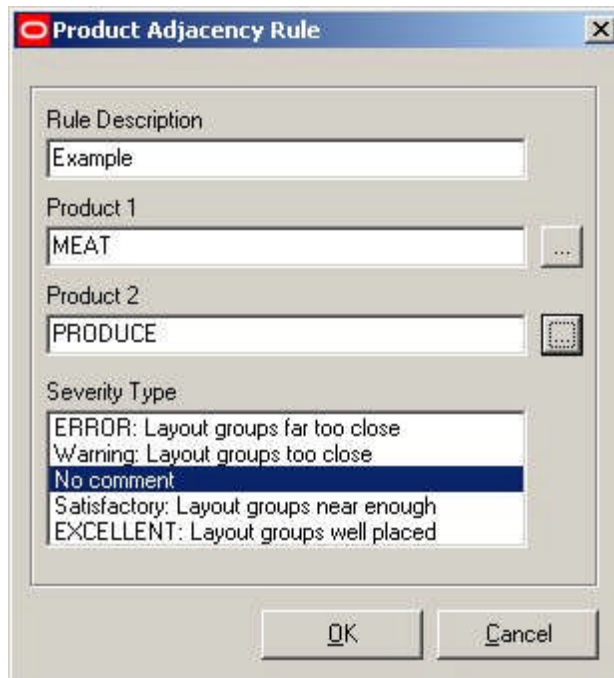 Product Adjacency Rule
Rule Description
Example
Product 1
MEAT
...
Product 2
PRODUCE
...
Severity Type
ERROR: Layout groups far too close
Warning: Layout groups too close
No comment
Satisfactory: Layout groups near enough
EXCELLENT: Layout groups well placed
OK
Cancel